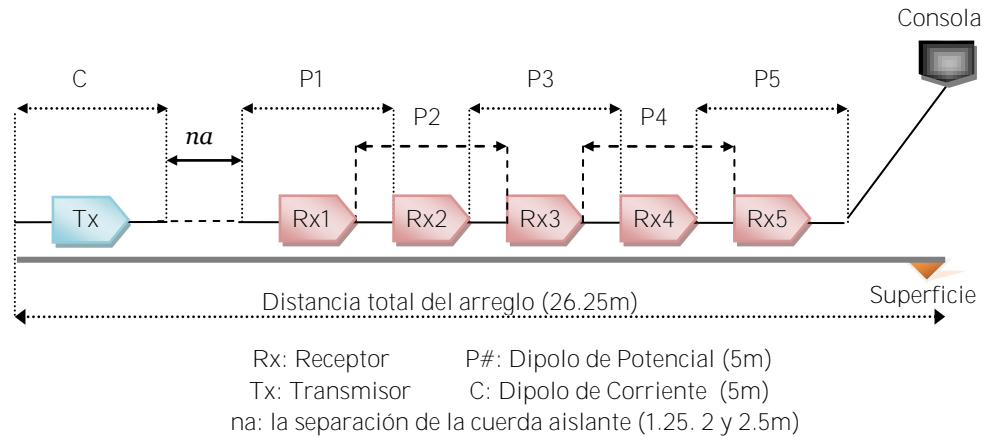 Consola
C
P1
P3
P5
P2
P4
na
Tx
Rx1
Rx2
Rx3
Rx4
Rx5
Superficie
Distancia total del arreglo (26.25m)
Rx: Receptor P#: Dipolo de Potencial (5m)
Tx: Transmisor C: Dipolo de Corriente (5m)
na: la separación de la cuerda aislante (1.25. 2 y 2.5m)